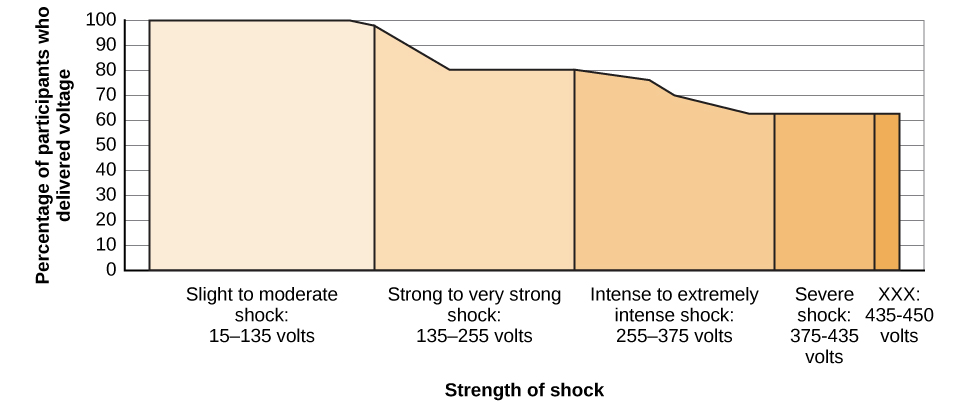 Percentage of participants who
delivered voltage
100
90
80
70
60
50
40
30
20
10
0
Slight to moderate
shock:
15–135 volts
Strong to very strong
shock:
135–255 volts
Intense to extremely
intense shock:
255–375 volts
Severe
shock:
375-435
volts
XXX:
435-450
volts
Strength of shock